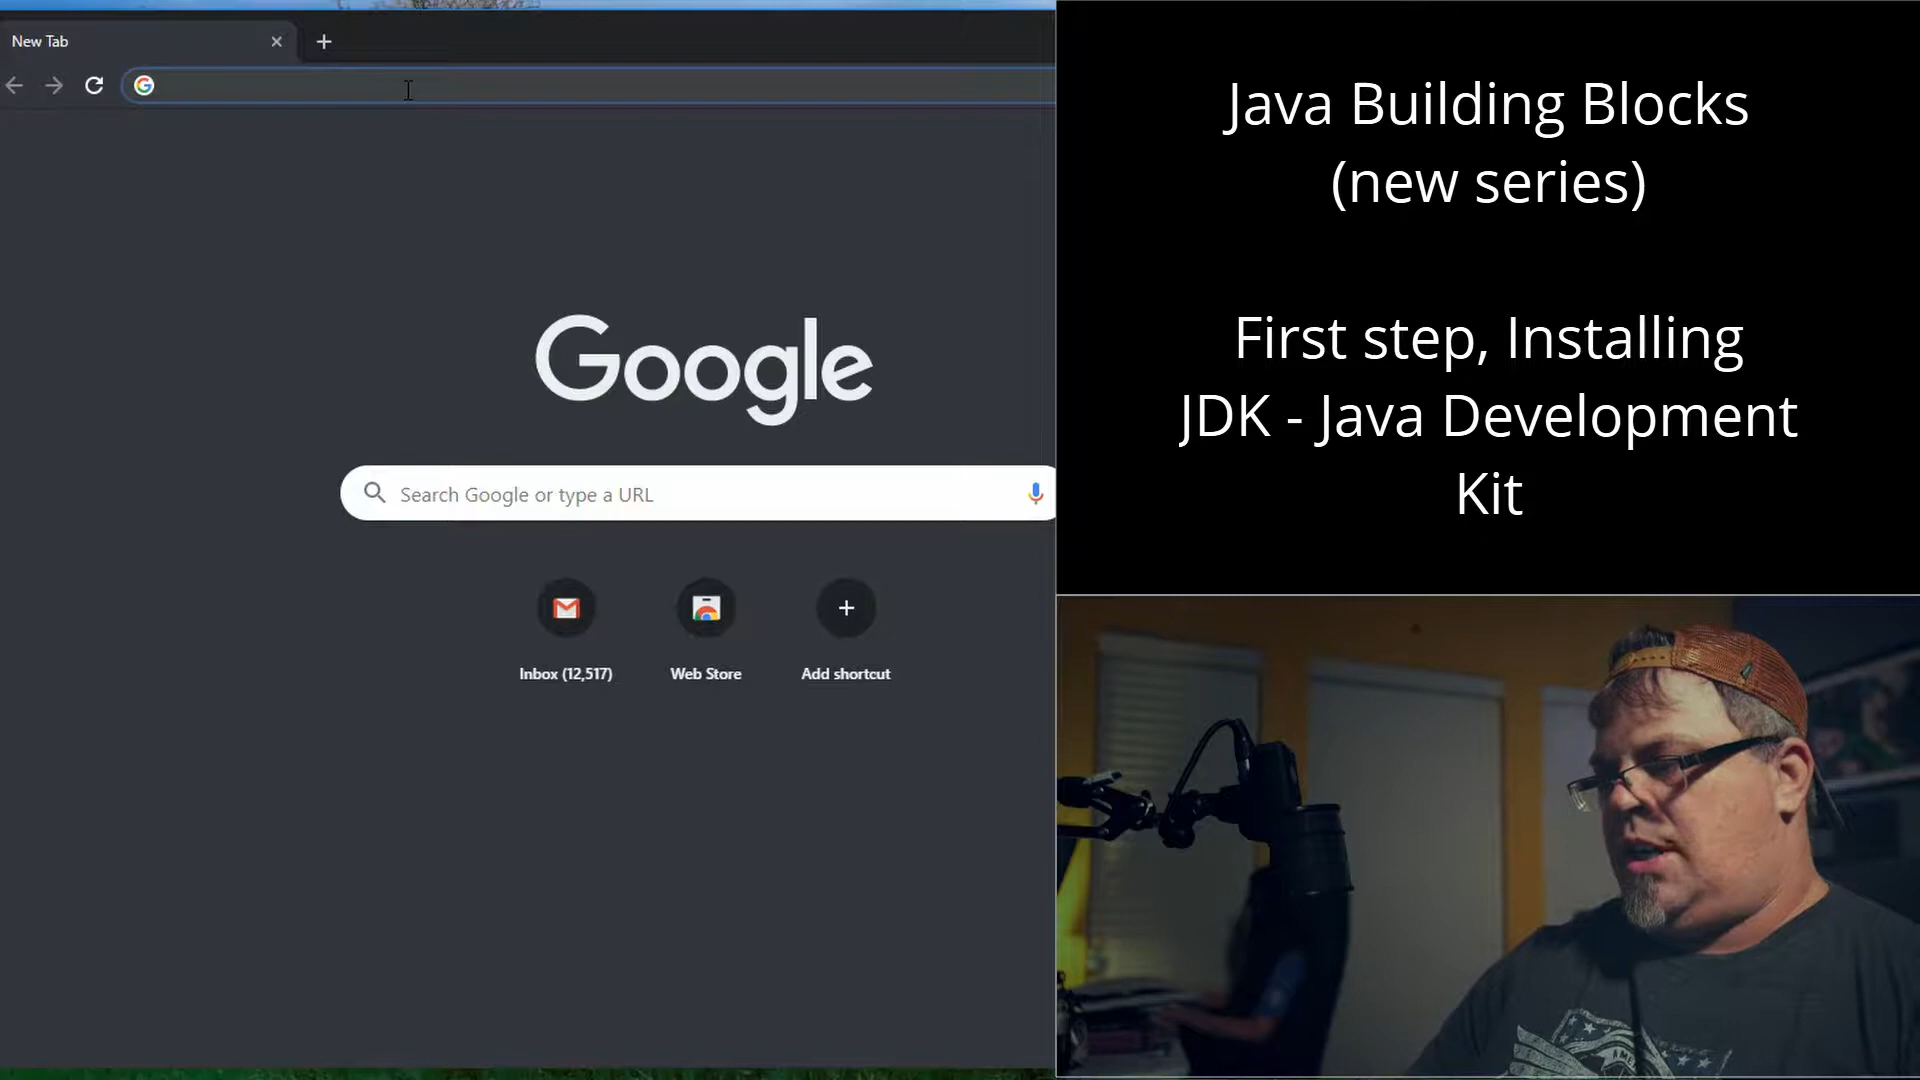 New Tab
Google
Search Google or type a URL
Inbox (12,517)
Web Store
Add shortcut
Java Building Blocks
(new series)
First step, Installing
JDK - Java Development
Kit